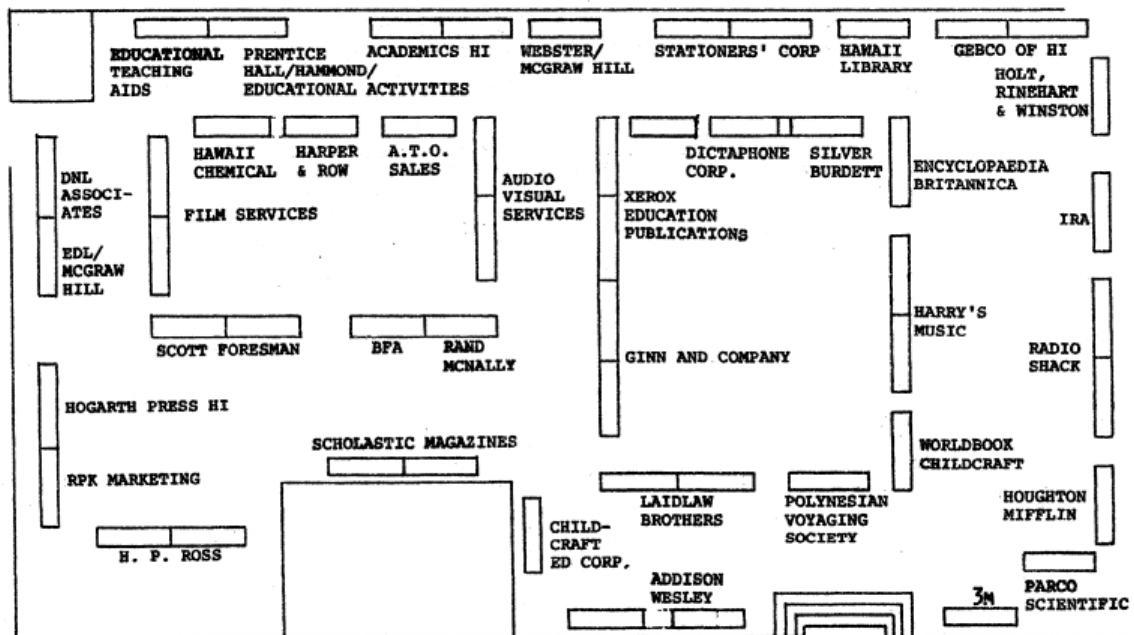 EDUCATIONAL
TEACHING
AIDS
PRENTICE
HALL/HAMMOND/
EDUCATIONAL ACTIVITIES
ACADEMICS HI
WEBSTER/
MCGRAW HILL
STATIONERS' CORP
HAWAII
LIBRARY
GEBCO OF HI
HOLT,
RINEHART
& WINSTON
HAWAII
CHEMICAL
HARPER
& ROW
A.T.O.
SALES
DICTAPHONE
CORP.
SILVER
BURDETT
DNL
ASSOCI-
ATES
FILM SERVICES
AUDIO
VISUAL
SERVICES
XEROX
EDUCATION
PUBLICATIONS
ENCYCLOPAEDIA
BRITANNICA
IRA
EDL/
MCGRAW
HILL
SCOTT FORESMAN
BFA
RAND
MCNALLY
GINN AND COMPANY
HARRY'S
MUSIC
RADIO
SHACK
HOGARTH PRESS HI
SCHOLASTIC MAGAZINES
WORLDBOOK
CHILDCRAFT
RPK MARKETING
LAIDLAW
BROTHERS
POLYNESIAN
VOYAGING
SOCIETY
HOUGHTON
MIFFLIN
H. P. ROSS
CHILD-
CRAFT
ED CORP.
ADDISON
WESLEY
3M
PARCO
SCIENTIFIC